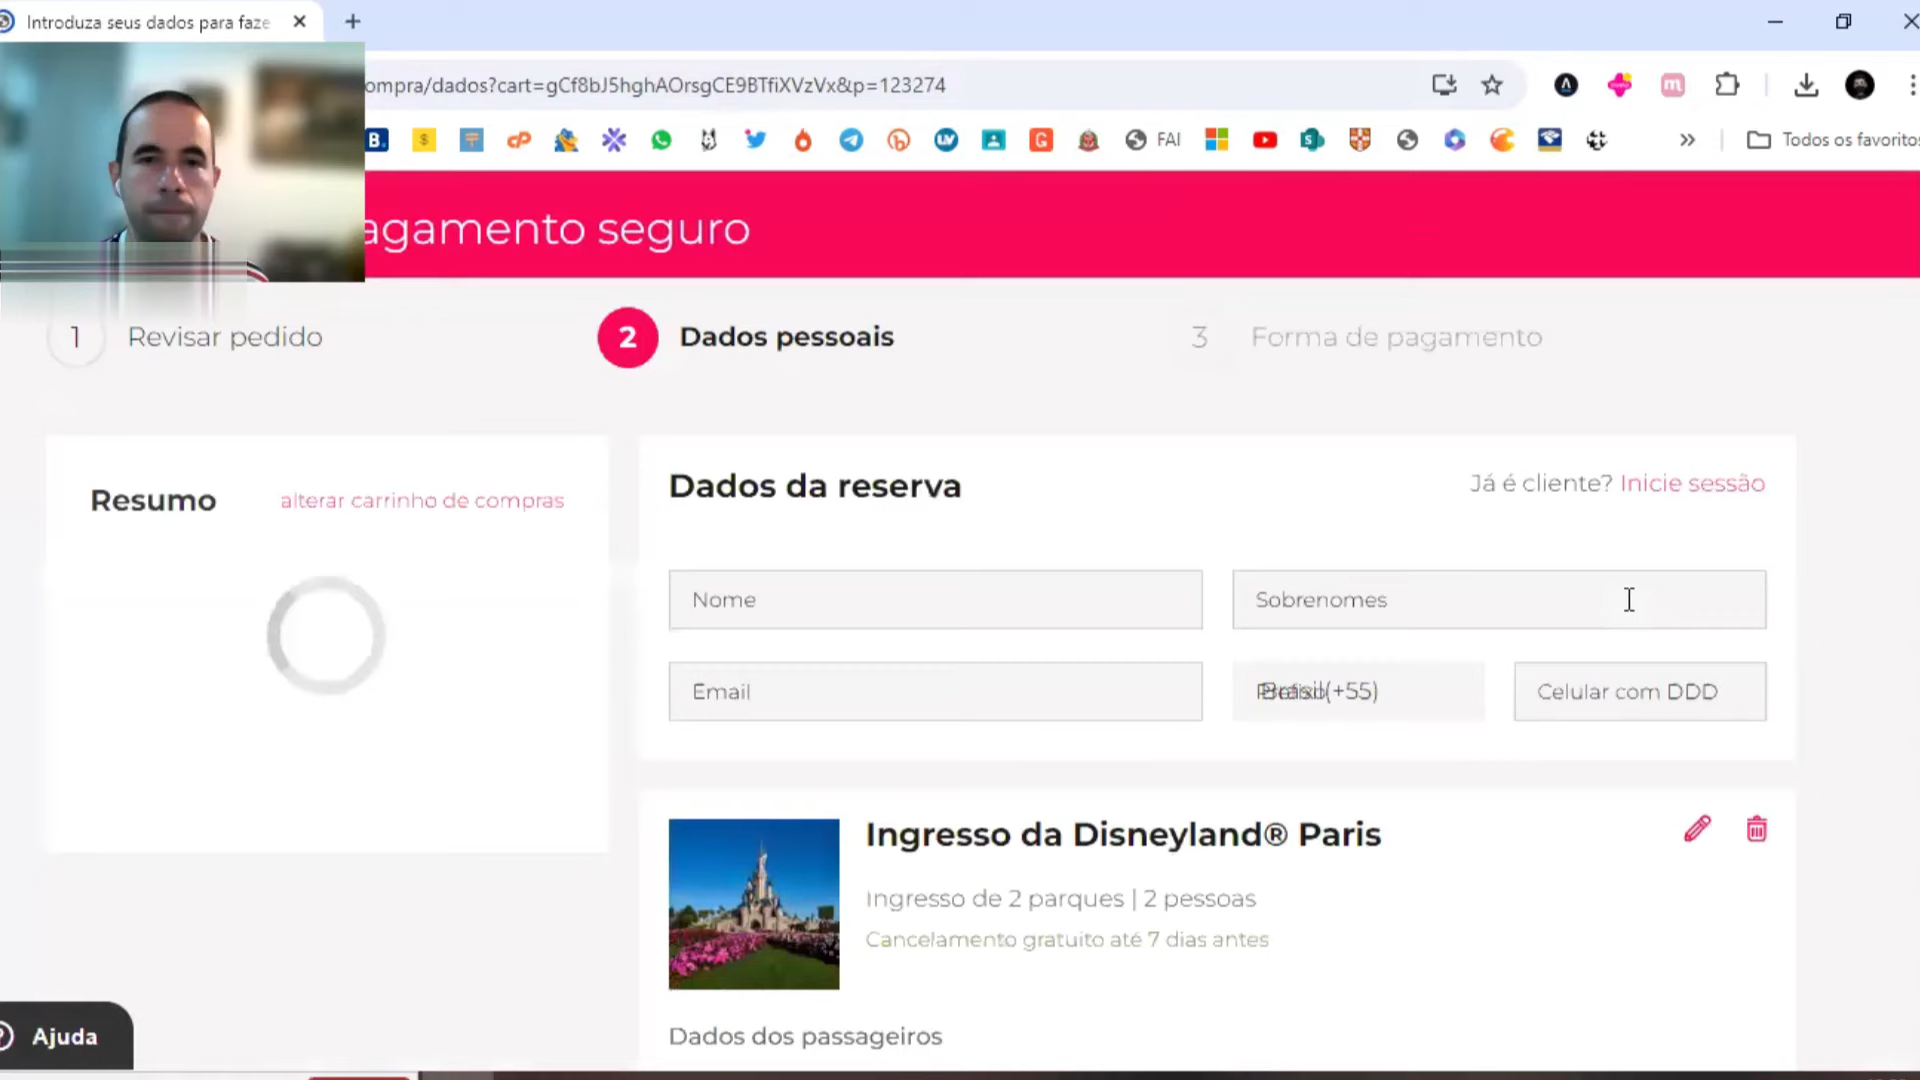 Introduza seus dados para faze
ompra/dados?cart=gCf8bJ5hghAOrsgCE9BTfiXVzVx&p=123274
FAI
Todos os favoritos
agamento seguro
1 Revisar pedido
2 Dados pessoais
3 Forma de pagamento
Resumo
alterar carrinho de compras
Dados da reserva
Já é cliente? Inicie sessão
Nome
Sobrenomes
Email
Brasil(+55)
Celular com DDD
Ingresso da Disneyland® Paris
Ingresso de 2 parques | 2 pessoas
Cancelamento gratuito até 7 dias antes
Dados dos passageiros
Ajuda